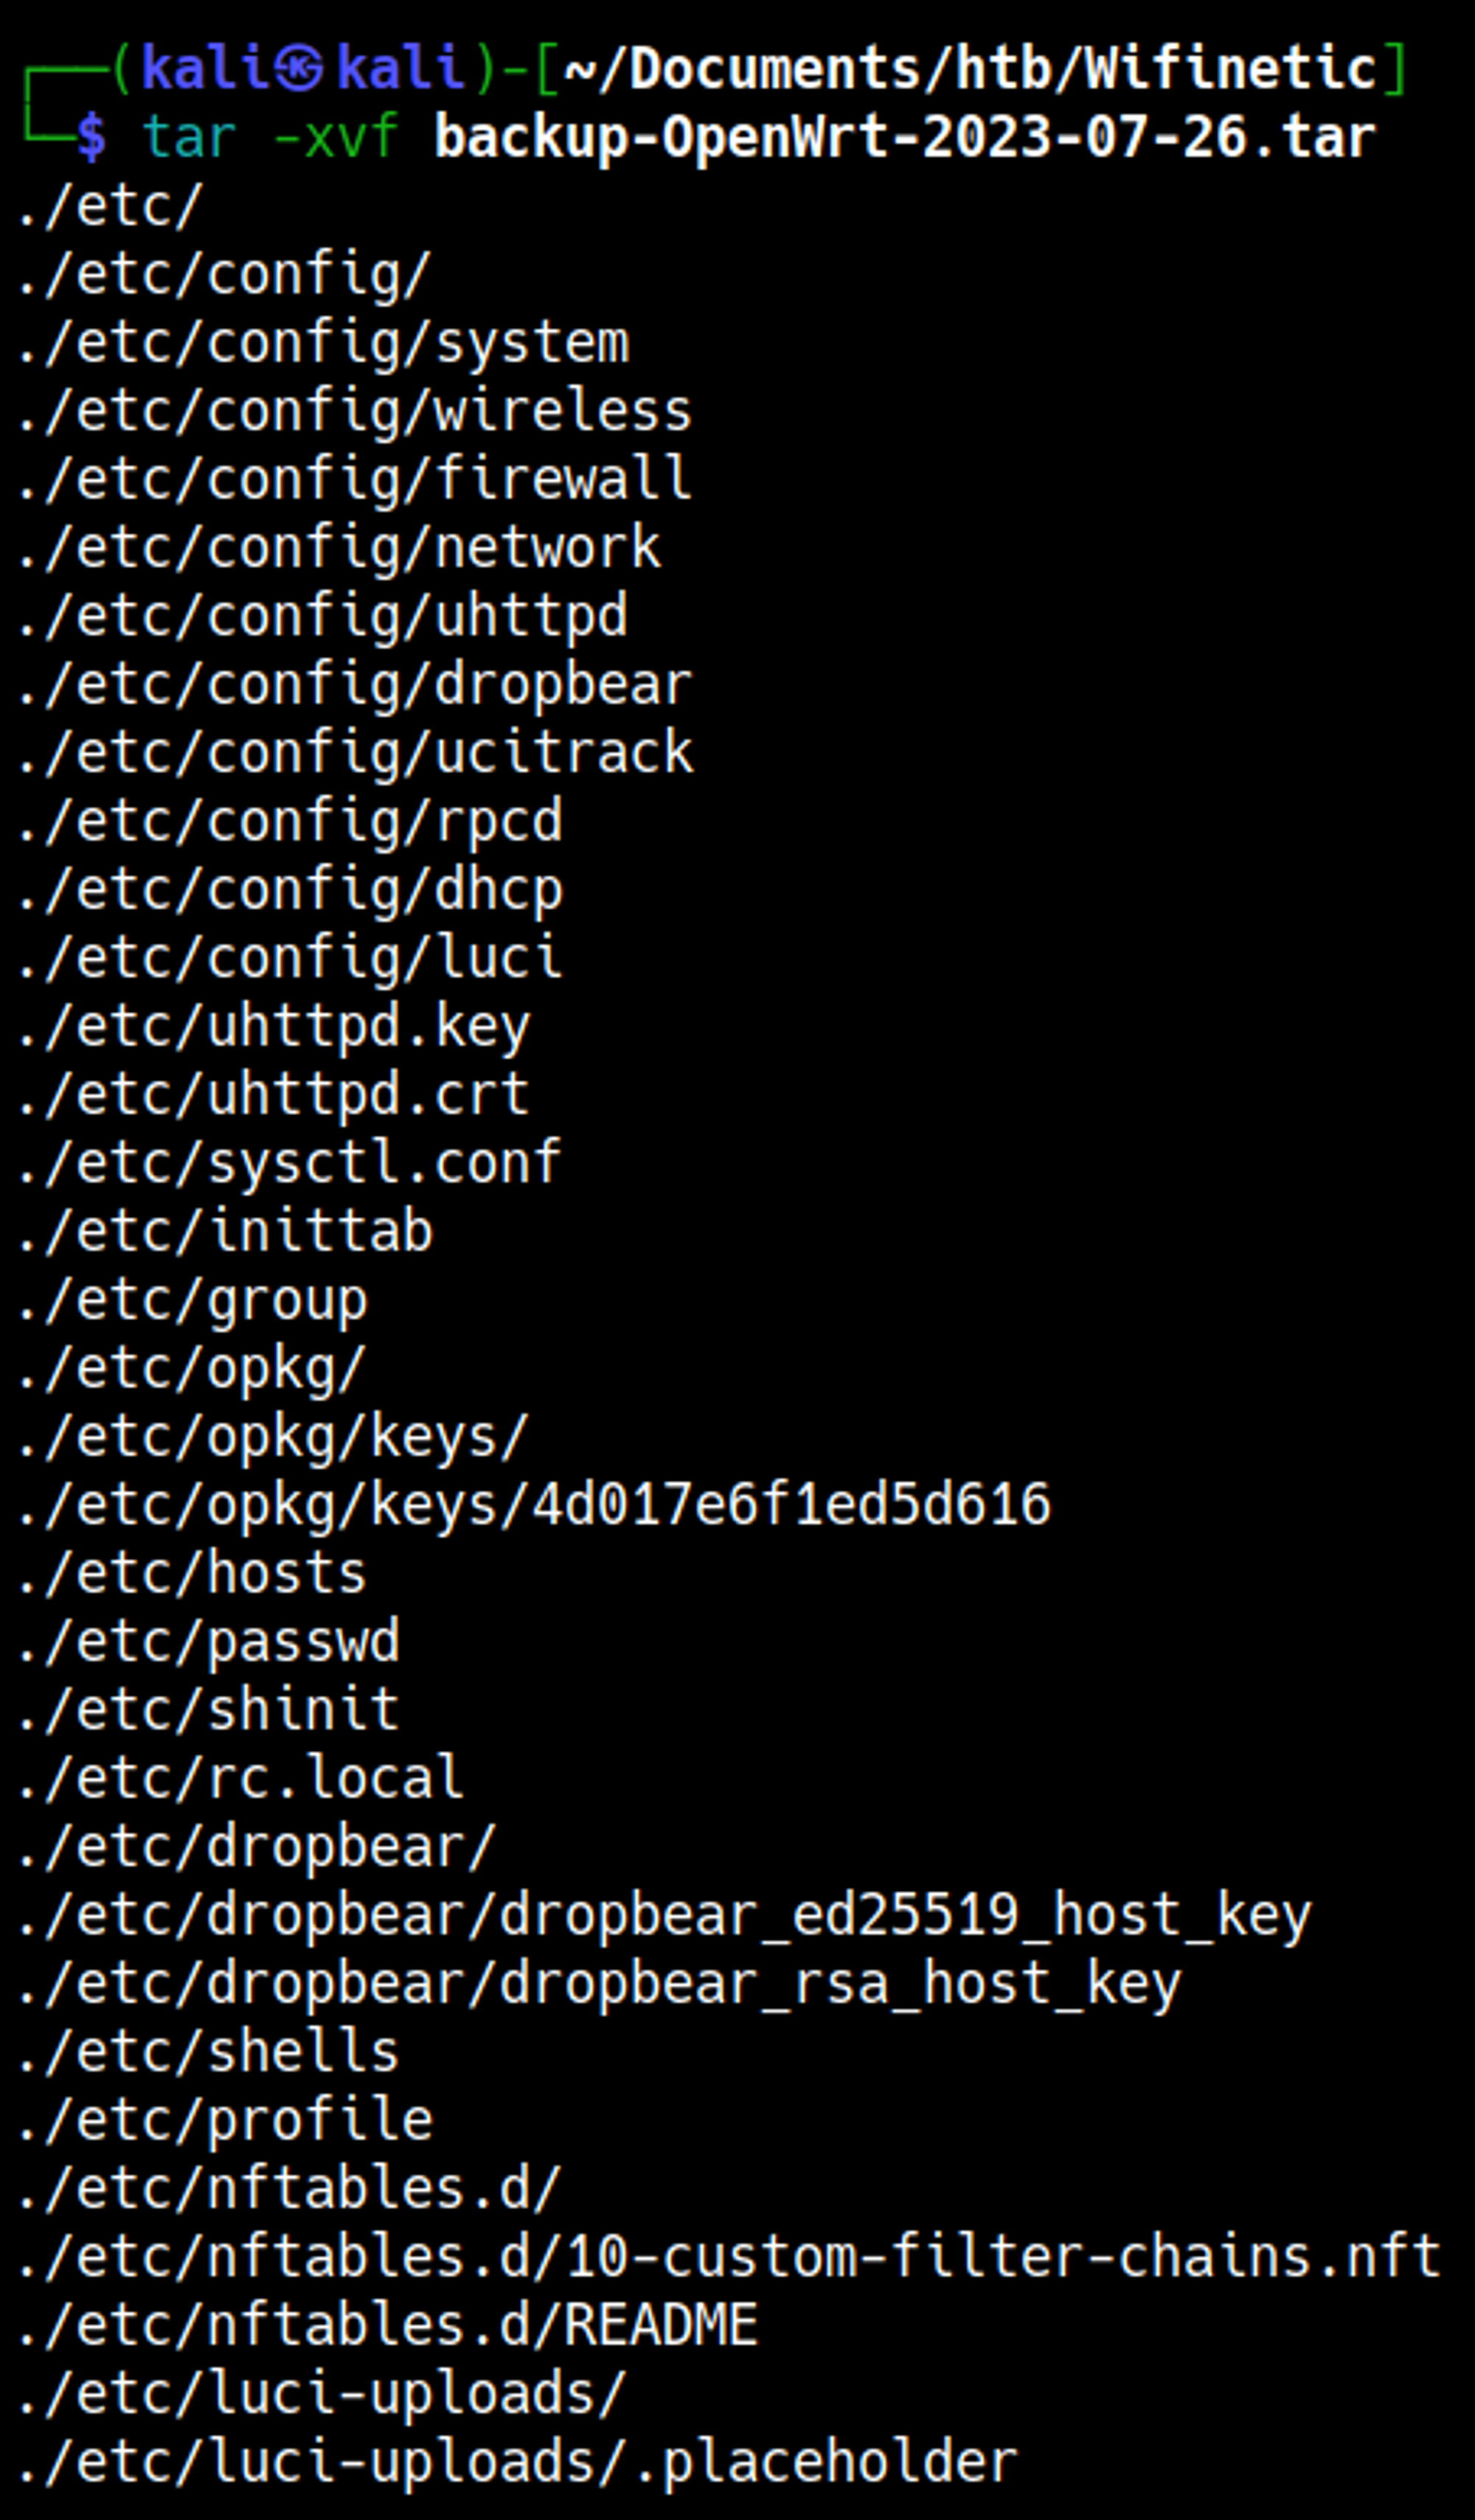 ┌──(kali㉿kali)-[~/Documents/htb/Wifinetic]
└─$ tar -xvf backup-OpenWrt-2023-07-26.tar
./etc/
./etc/config/
./etc/config/system
./etc/config/wireless
./etc/config/firewall
./etc/config/network
./etc/config/uhttpd
./etc/config/dropbear
./etc/config/ucitrack
./etc/config/rpcd
./etc/config/dhcp
./etc/config/luci
./etc/uhttpd.key
./etc/uhttpd.crt
./etc/sysctl.conf
./etc/inittab
./etc/group
./etc/opkg/
./etc/opkg/keys/
./etc/opkg/keys/4d017e6f1ed5d616
./etc/hosts
./etc/passwd
./etc/shinit
./etc/rc.local
./etc/dropbear/
./etc/dropbear/dropbear_ed25519_host_key
./etc/dropbear/dropbear_rsa_host_key
./etc/shells
./etc/profile
./etc/nftables.d/
./etc/nftables.d/10-custom-filter-chains.nft
./etc/nftables.d/README
./etc/luci-uploads/
./etc/luci-uploads/.placeholder